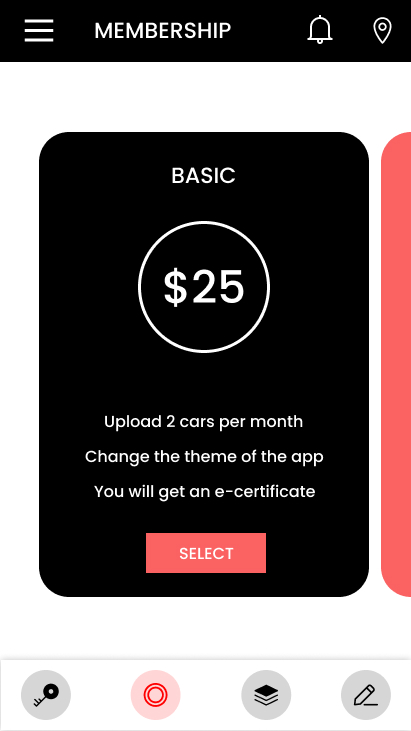 MEMBERSHIP
BASIC
$25
Upload 2 cars per month
Change the theme of the app
You will get an e-certificate
SELECT